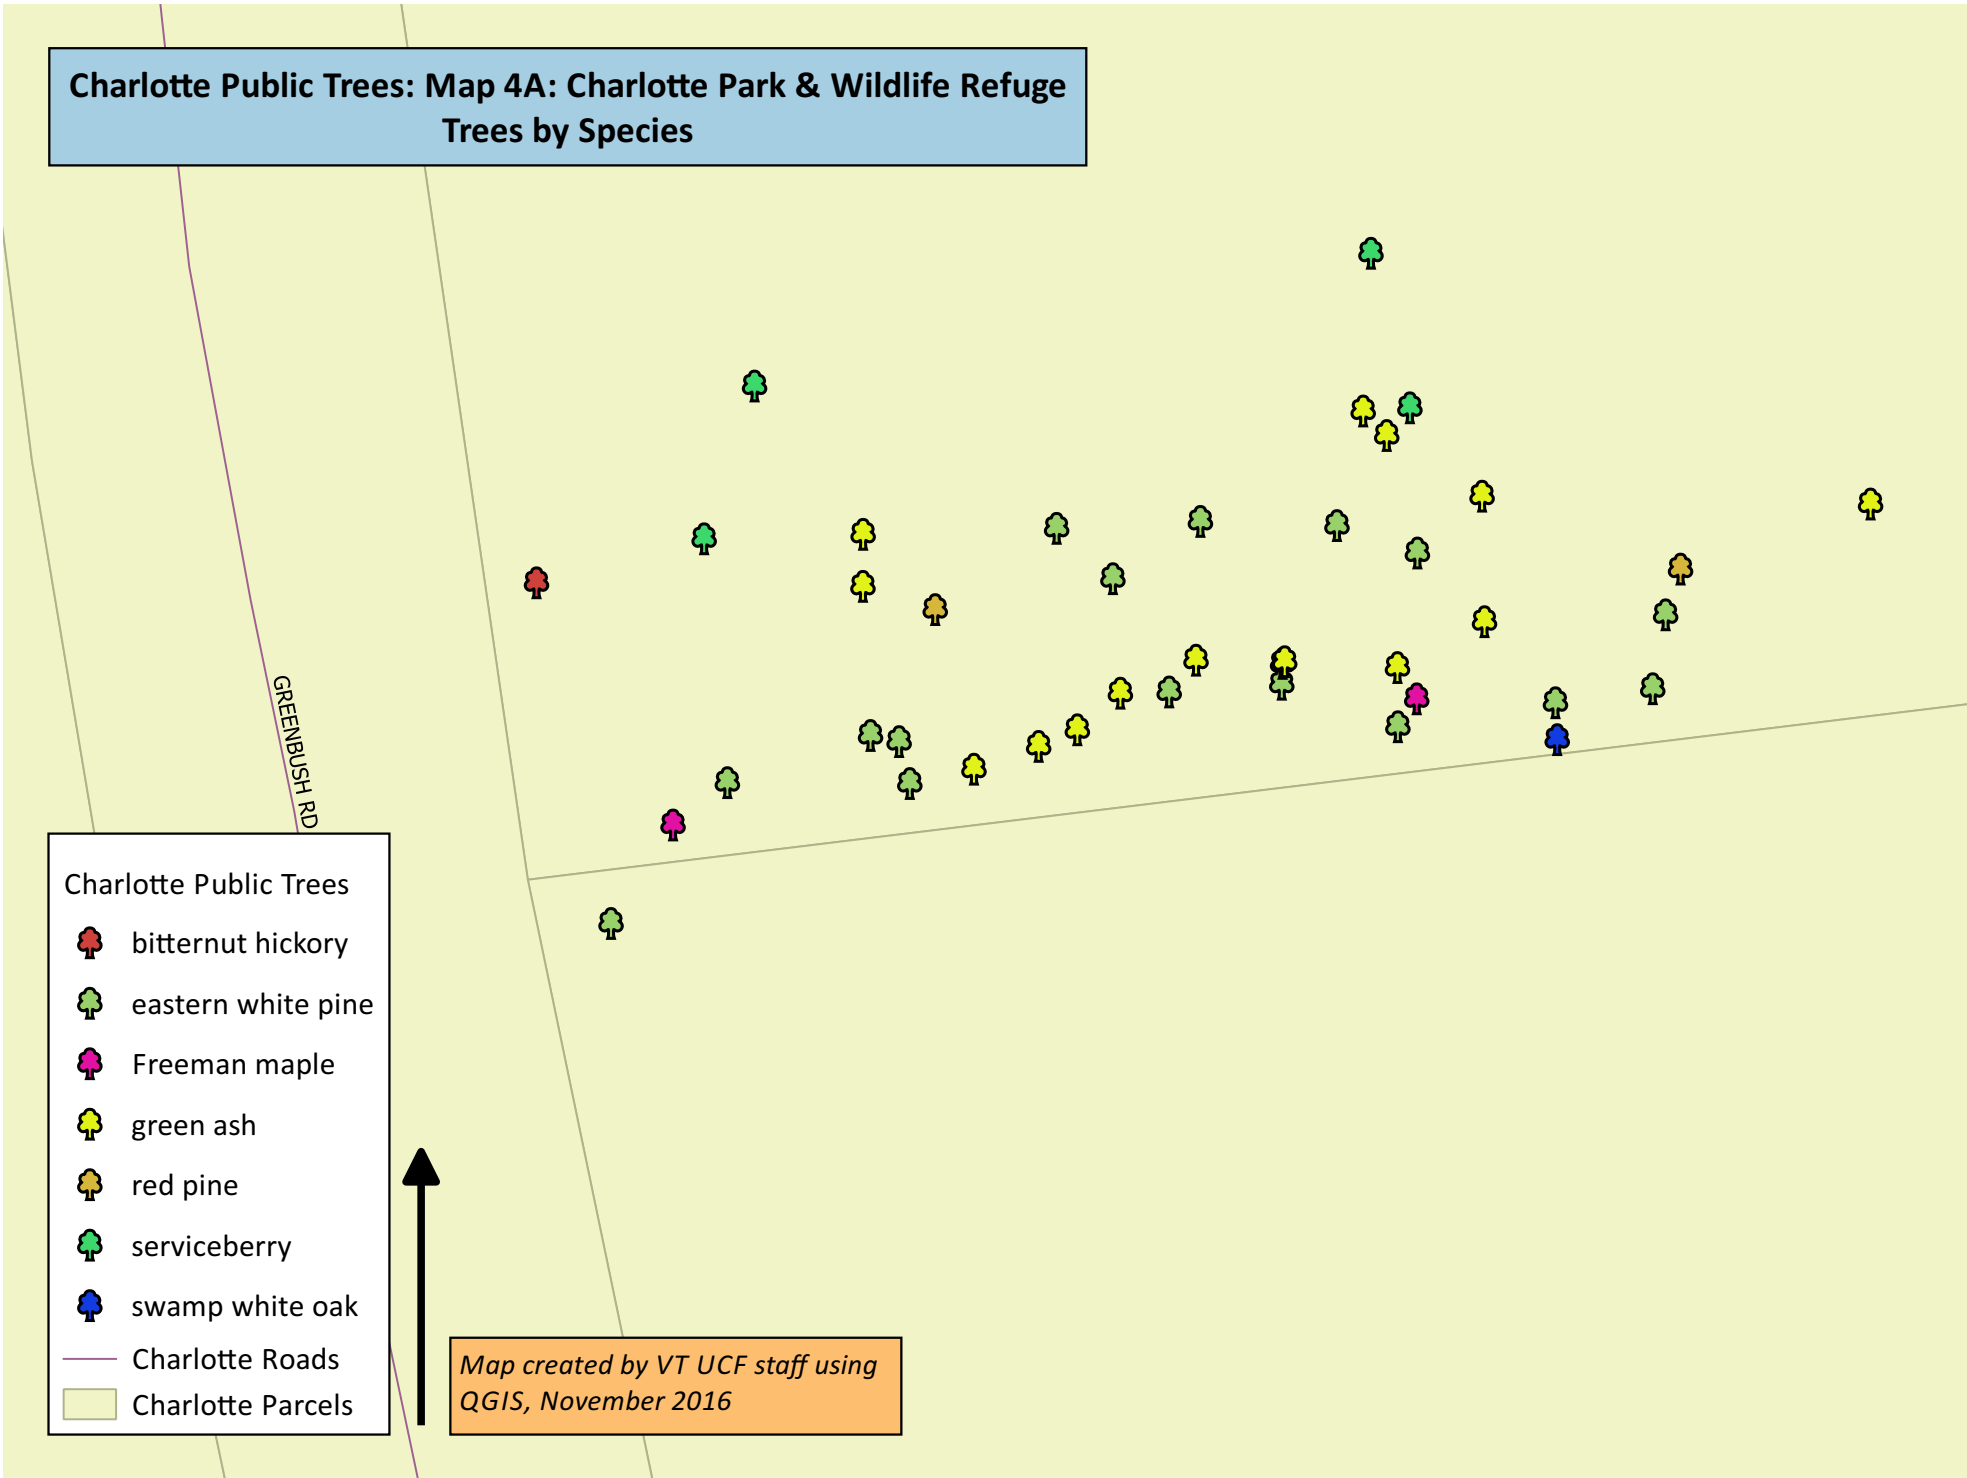 Charlotte Public Trees: Map 4A: Charlotte Park & Wildlife Refuge
Trees by Species
GREENBUSH RD
Charlotte Public Trees
bitternut hickory
eastern white pine
Freeman maple
green ash
red pine
serviceberry
swamp white oak
Charlotte Roads
Charlotte Parcels
Map created by VT UCF staff using
QGIS, November 2016